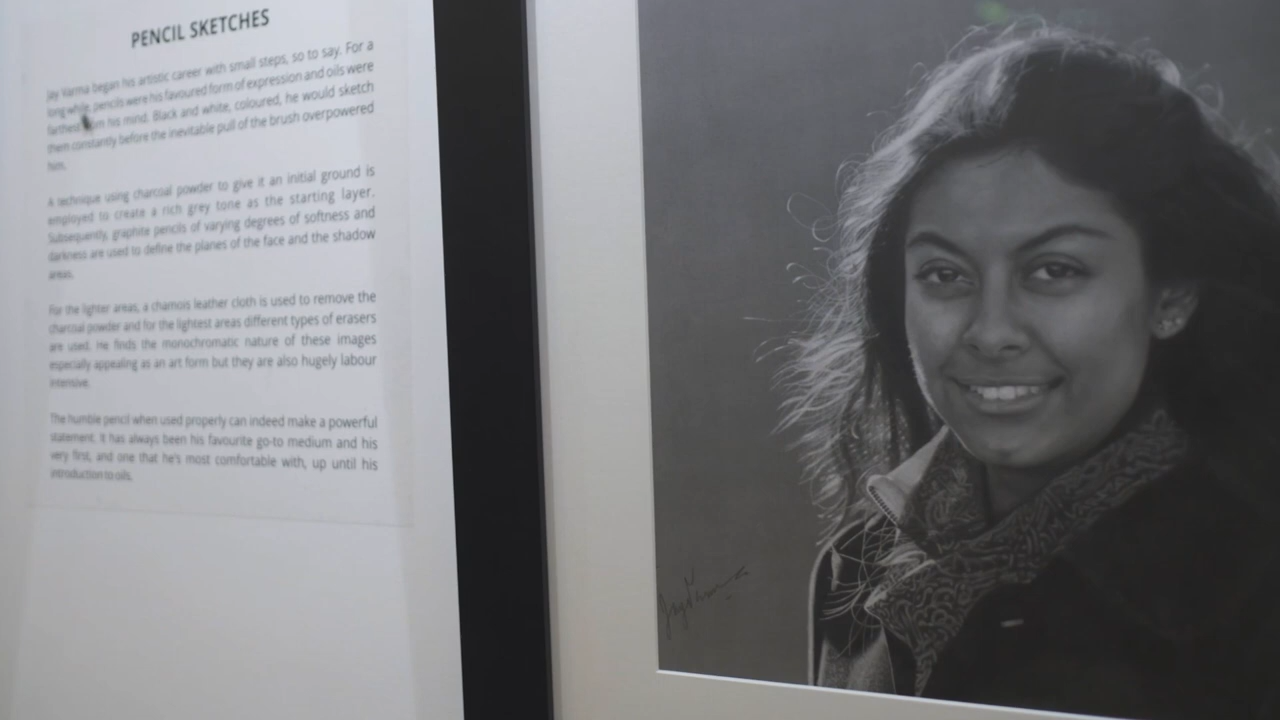 PENCIL SKETCHES
Jay Varma began his artistic career with small steps, so to say. For a
long while, pencils were his favoured form of expression and oils were
farthest from his mind. Black and white, coloured, he would sketch
them constantly before the inevitable pull of the brush overpowered
him.
A technique using charcoal powder to give it an initial ground is
employed to create a rich grey tone as the starting layer.
Subsequently, graphite pencils of varying degrees of softness and
darkness are used to define the planes of the face and the shadow
areas.
For the lighter areas, a chamois leather cloth is used to remove the
charcoal powder and for the lightest areas different types of erasers
are used. He finds the monochromatic nature of these images
especially appealing as an art form but they are also hugely labour
intensive.
The humble pencil when used properly can indeed make a powerful
statement. It has always been his favourite go-to medium and his
very first, and one that he's most comfortable with, up until his
introduction to oils.
Jay Varma